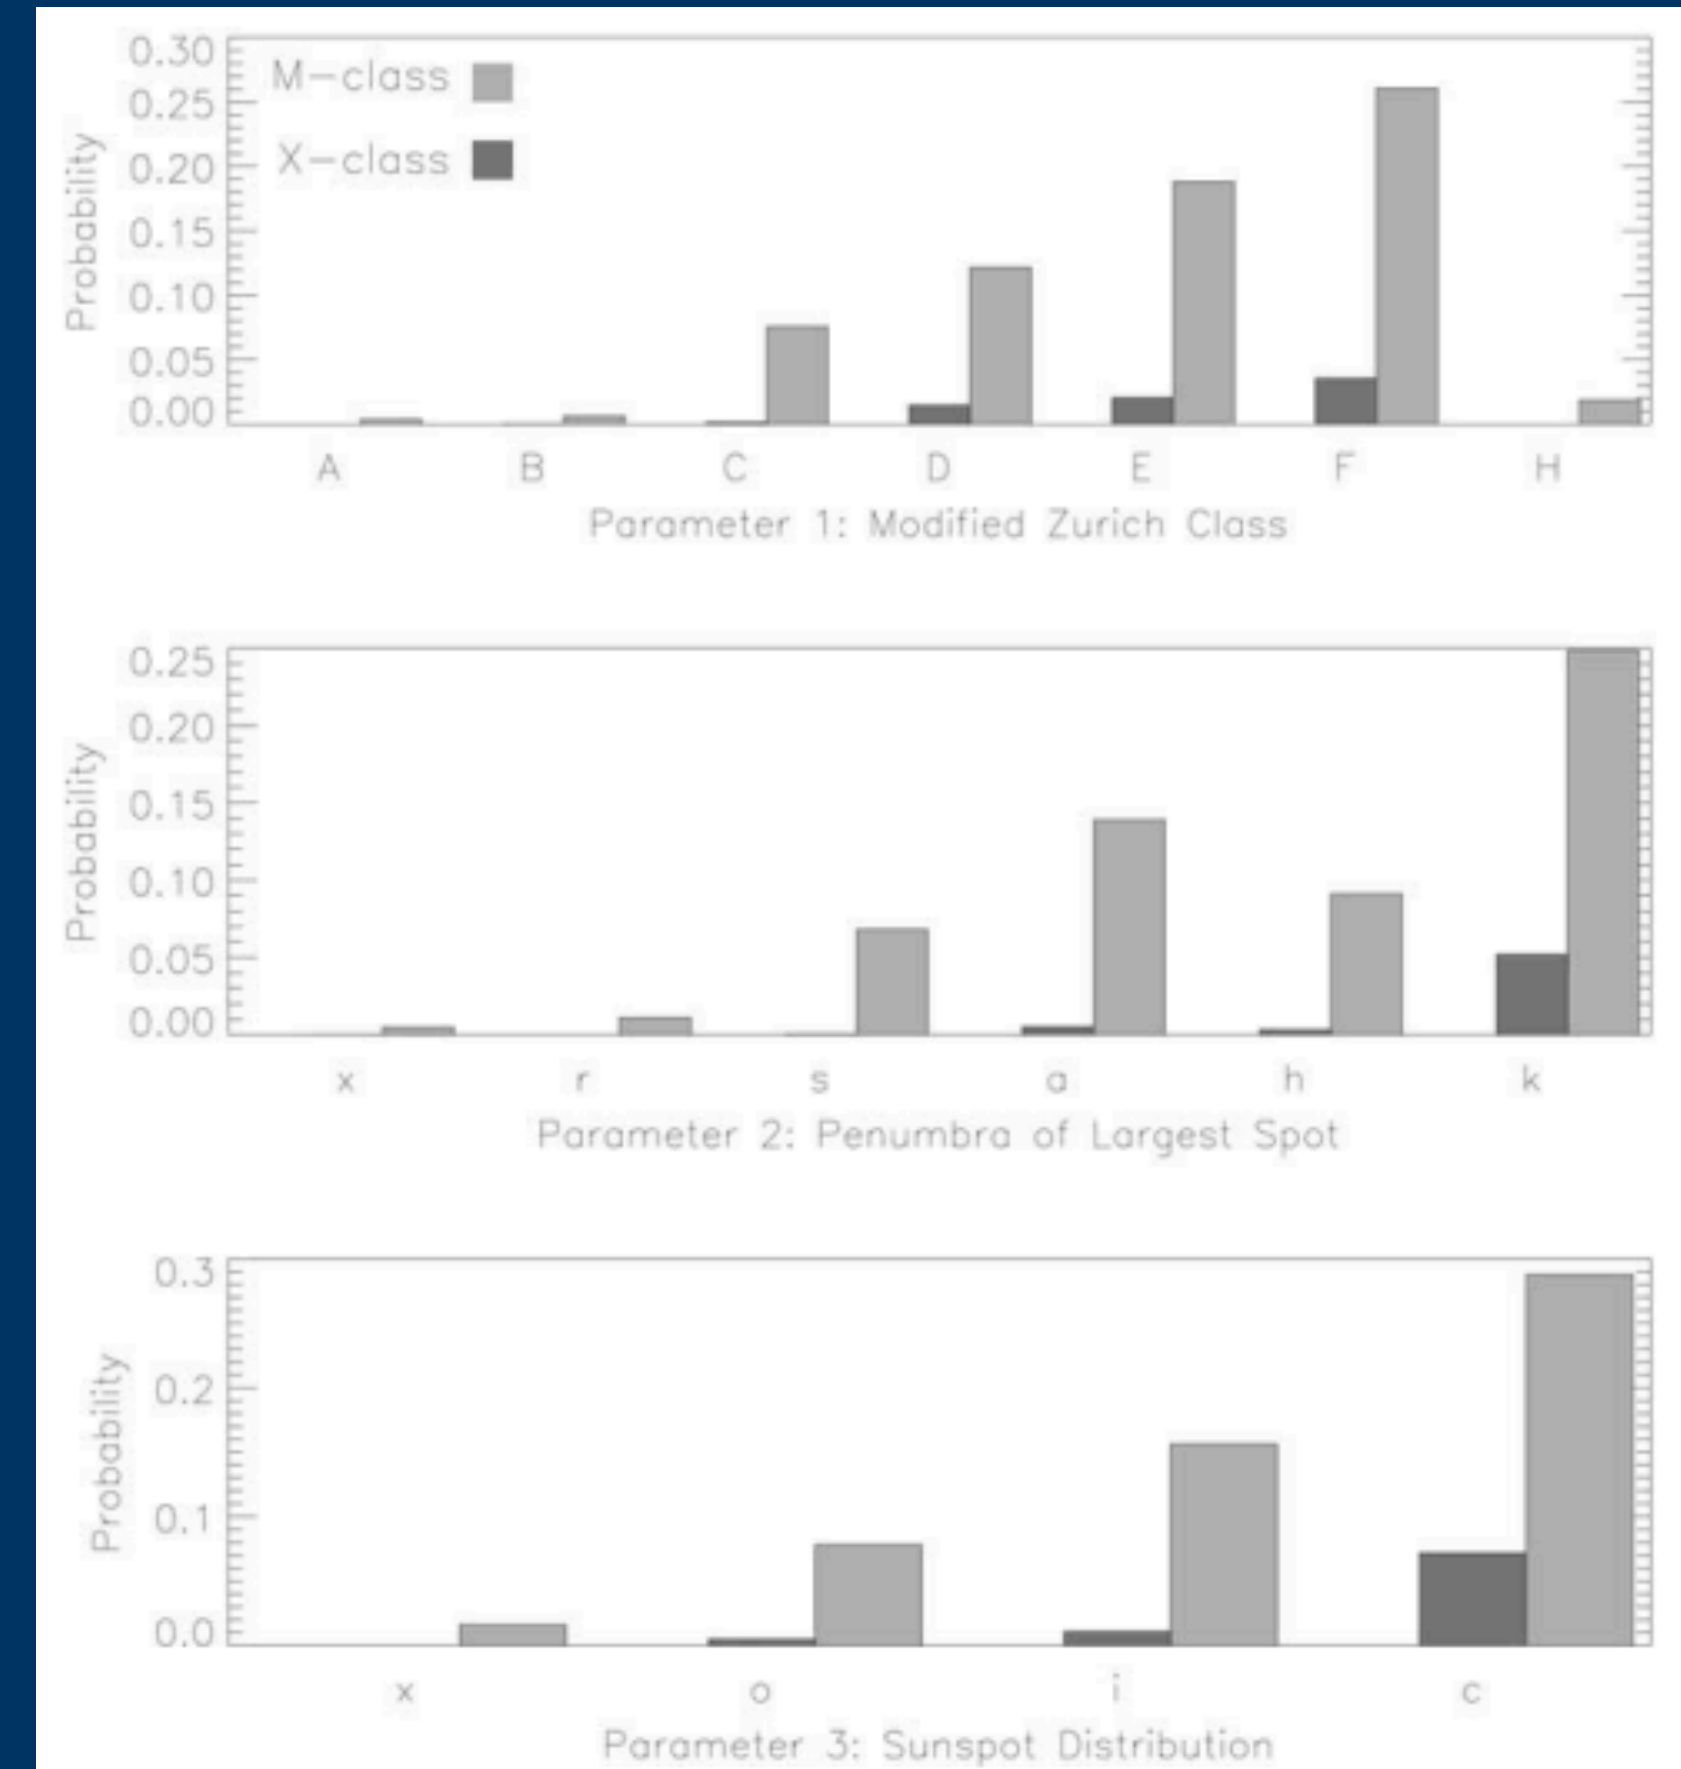 0.30
0.25
0.20
0.15
0.10
0.05
0.00
Probability
M-class
X-class
A B C D E F H
Parameter 1: Modified Zurich Class
0.25
0.20
0.15
0.10
0.05
0.00
Probability
x r s a h k
Parameter 2: Penumbra of Largest Spot
0.3
0.2
0.1
0.0
Probability
x o i c
Parameter 3: Sunspot Distribution